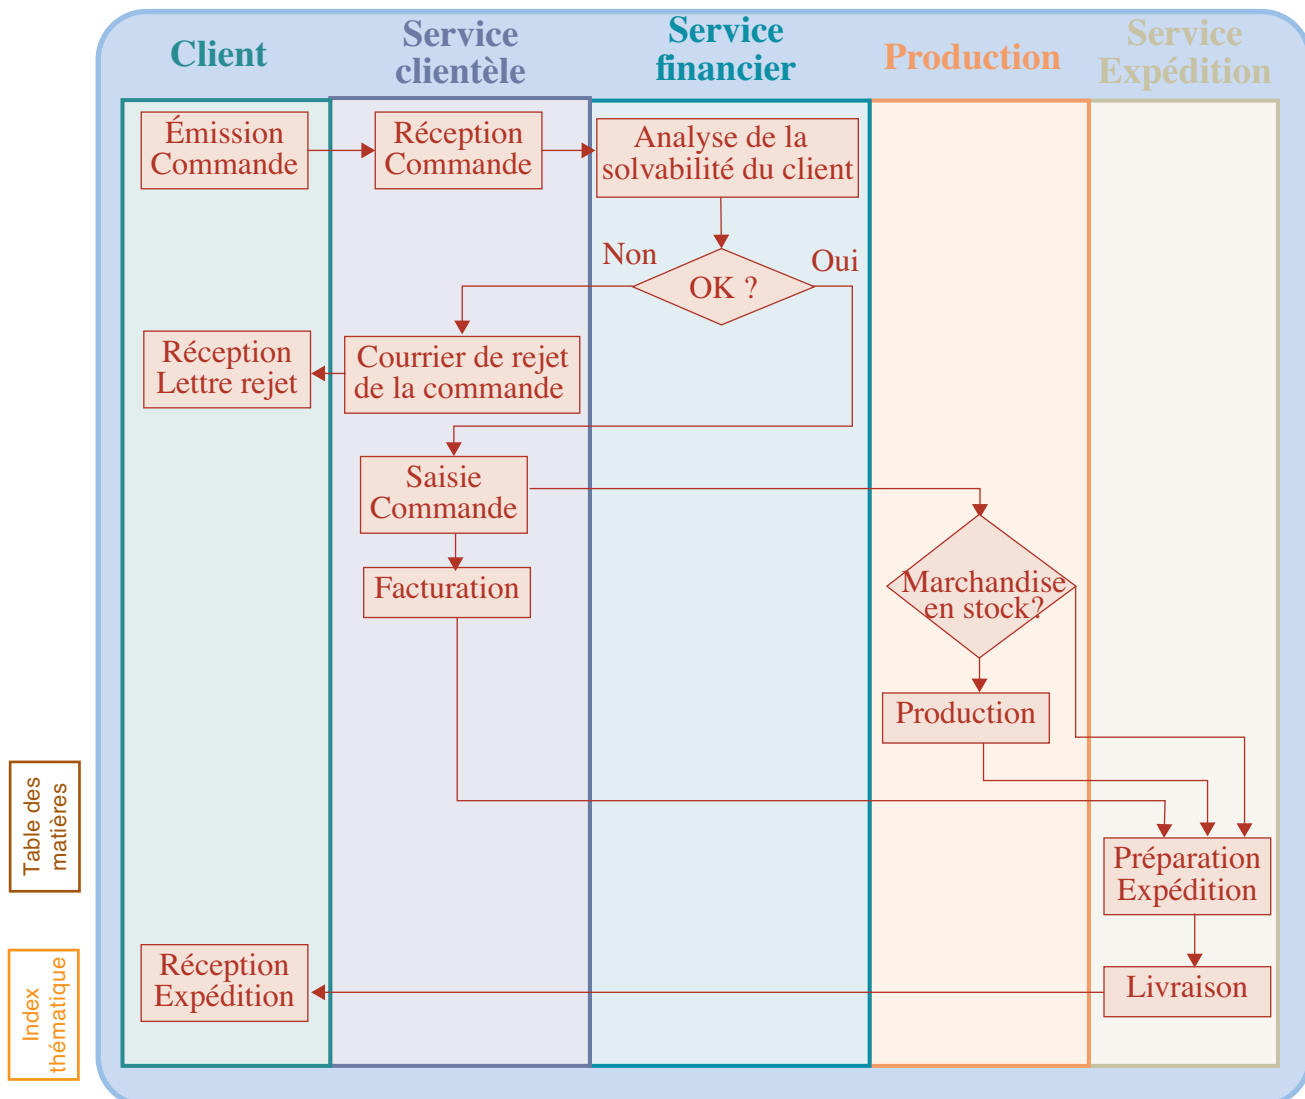 Client
Service
clientèle
Service
financier
Production
Service
Expédition
Émission
Commande
Réception
Commande
Analyse de la
solvabilité du client
Non
OK ?
Oui
Réception
Lettre rejet
Courrier de rejet
de la commande
Saisie
Commande
Facturation
Marchandise
en stock?
Production
Préparation
Expédition
Réception
Expédition
Livraison
Table des
matières
Index
thématique